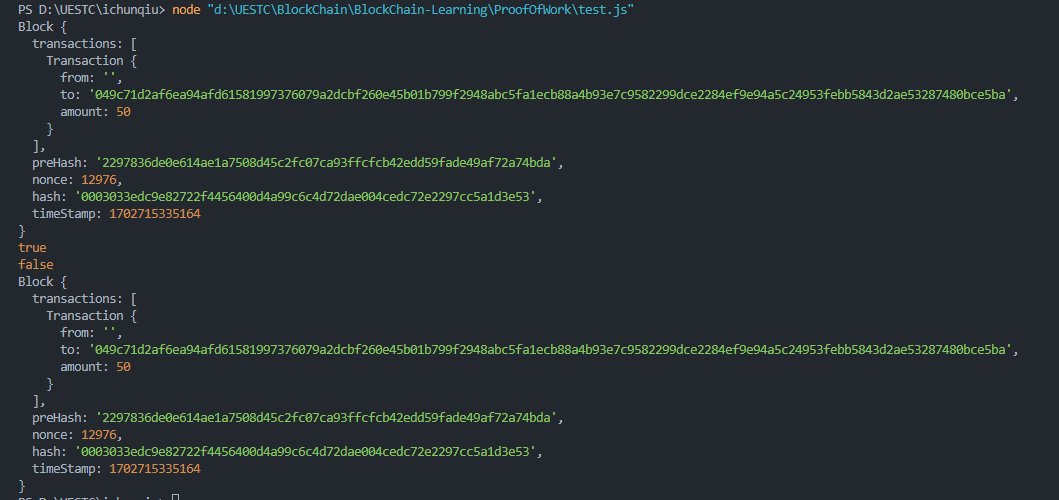 PS D:\UESTC\ichunqiu> node "d:\UESTC\BlockChain\BlockChain-Learning\ProofOfWork\test.js"
Block {
transactions: [
Transaction {
from: '',
to: '049c71d2af6ea94afd61581997376079a2dcbf260e45b01b799f2948abc5fa1ecb88a4b93e7c9582299dce2284ef9e94a5c24953febb5843d2ae53287480bce5ba',
amount: 50
}
],
preHash: '2297836de0e614ae1a7508d45c2fc07ca93ffcfcb42edd59fade49af72a74bda',
nonce: 12976,
hash: '0003033edc9e82722f4456400d4a99c6c4d72dae004cedc72e2297cc5a1d3e53',
timeStamp: 1702715335164
}
true
false
Block {
transactions: [
Transaction {
from: '',
to: '049c71d2af6ea94afd61581997376079a2dcbf260e45b01b799f2948abc5fa1ecb88a4b93e7c9582299dce2284ef9e94a5c24953febb5843d2ae53287480bce5ba',
amount: 50
}
],
preHash: '2297836de0e614ae1a7508d45c2fc07ca93ffcfcb42edd59fade49af72a74bda',
nonce: 12976,
hash: '0003033edc9e82722f4456400d4a99c6c4d72dae004cedc72e2297cc5a1d3e53',
timeStamp: 1702715335164
}
PS D:\UESTC\ichunqiu>